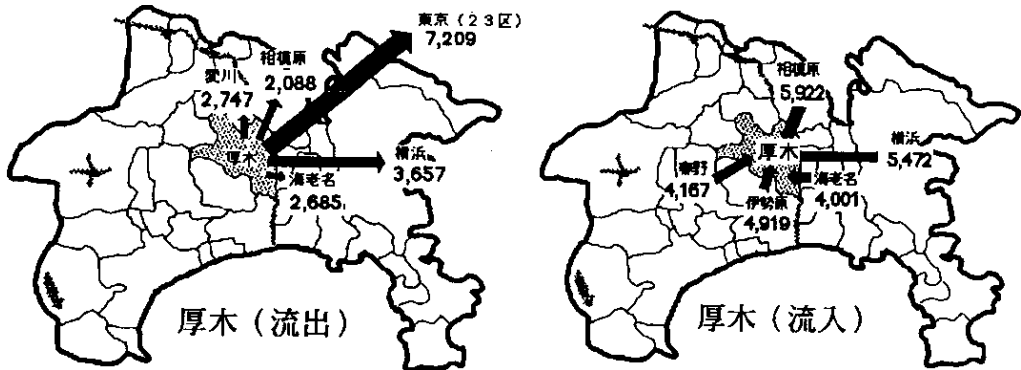 東京（２３区）
7,209
相模原
2,088
愛川
2,747
厚木
横浜
3,657
海老名
2,685
厚木（流出）
相模原
5,922
厚木
横浜
5,472
秦野
4,167
海老名
4,001
伊勢原
4,919
厚木（流入）